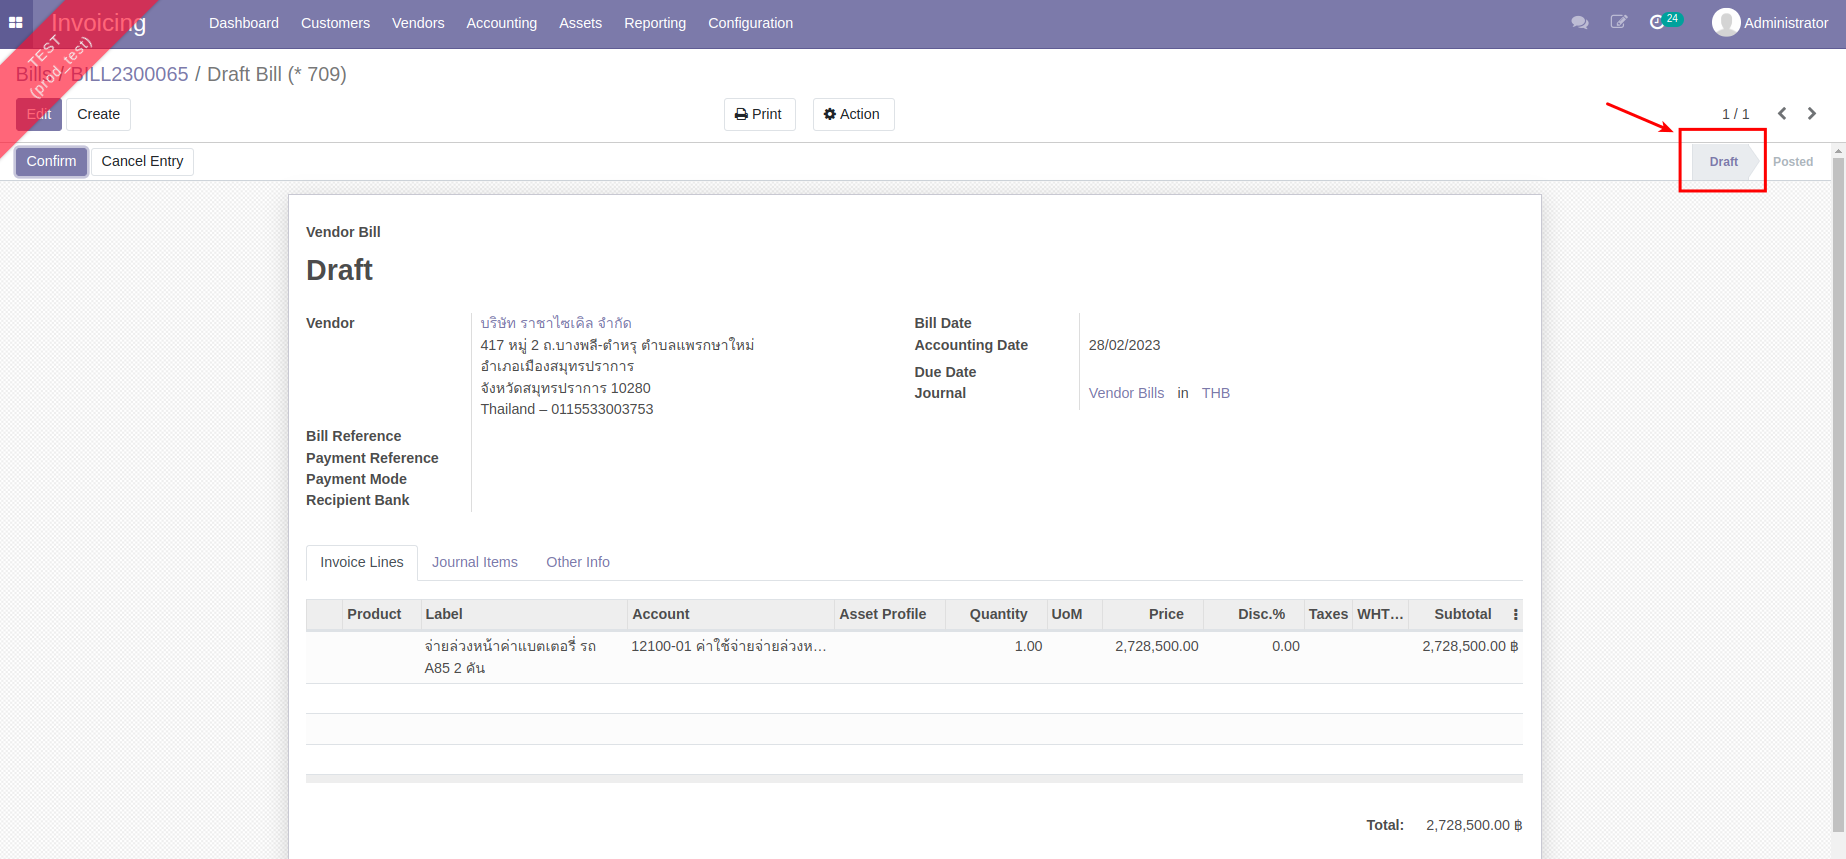 Invoicing
Dashboard Customers Vendors Accounting Assets Reporting Configuration
24
Administrator
TEST
(prod_test)
Bills / BILL2300065 / Draft Bill (* 709)
Edit Create
Print Action
1 / 1
Confirm Cancel Entry
Draft Posted
Vendor Bill
Draft
Vendor บริษัท ราชาไซเคิล จำกัด
417 หมู่ 2 ถ.บางพลี-ตำหรุ ตำบลแพรกษาใหม่
อำเภอเมืองสมุทรปราการ
จังหวัดสมุทรปราการ 10280
Thailand – 0115533003753
Bill Date
Accounting Date 28/02/2023
Due Date
Journal Vendor Bills in THB
Bill Reference
Payment Reference
Payment Mode
Recipient Bank
Invoice Lines Journal Items Other Info
Product Label Account Asset Profile Quantity UoM Price Disc.% Taxes WHT... Subtotal
จ่ายล่วงหน้าค่าแบตเตอรี่ รถ 12100-01 ค่าใช้จ่ายจ่ายล่วงห... 1.00 2,728,500.00 0.00 2,728,500.00 ฿
A85 2 คัน
Total: 2,728,500.00 ฿